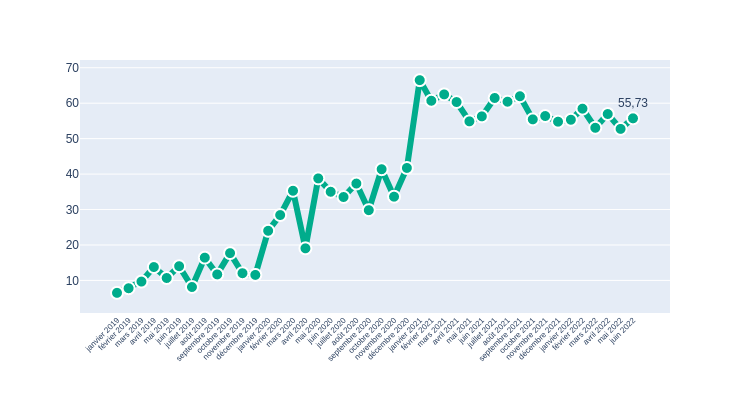 70
60
50
40
30
20
10
55,73
janvier 2019
février 2019
mars 2019
avril 2019
mai 2019
juin 2019
juillet 2019
août 2019
septembre 2019
octobre 2019
novembre 2019
décembre 2019
janvier 2020
février 2020
mars 2020
avril 2020
mai 2020
juin 2020
juillet 2020
août 2020
septembre 2020
octobre 2020
novembre 2020
décembre 2020
janvier 2021
février 2021
mars 2021
avril 2021
mai 2021
juin 2021
juillet 2021
août 2021
septembre 2021
octobre 2021
novembre 2021
décembre 2021
janvier 2022
février 2022
mars 2022
avril 2022
mai 2022
juin 2022